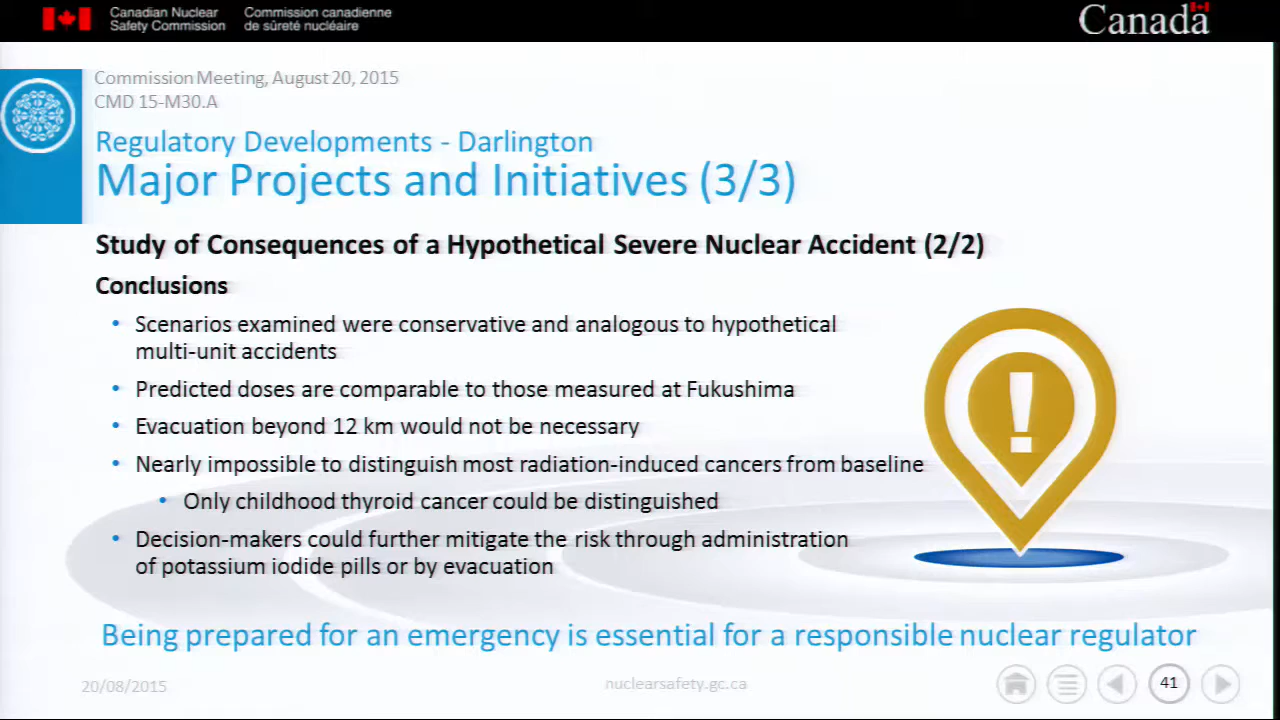 Canadian Nuclear Safety Commission
Commission canadienne de sûreté nucléaire
Canada
Commission Meeting, August 20, 2015
CMD 15-M30.A
Regulatory Developments - Darlington
Major Projects and Initiatives (3/3)
Study of Consequences of a Hypothetical Severe Nuclear Accident (2/2)
Conclusions
• Scenarios examined were conservative and analogous to hypothetical
multi-unit accidents
• Predicted doses are comparable to those measured at Fukushima
• Evacuation beyond 12 km would not be necessary
• Nearly impossible to distinguish most radiation-induced cancers from baseline
• Only childhood thyroid cancer could be distinguished
• Decision-makers could further mitigate the risk through administration
of potassium iodide pills or by evacuation
!
Being prepared for an emergency is essential for a responsible nuclear regulator
20/08/2015
nuclearsafety.gc.ca
41